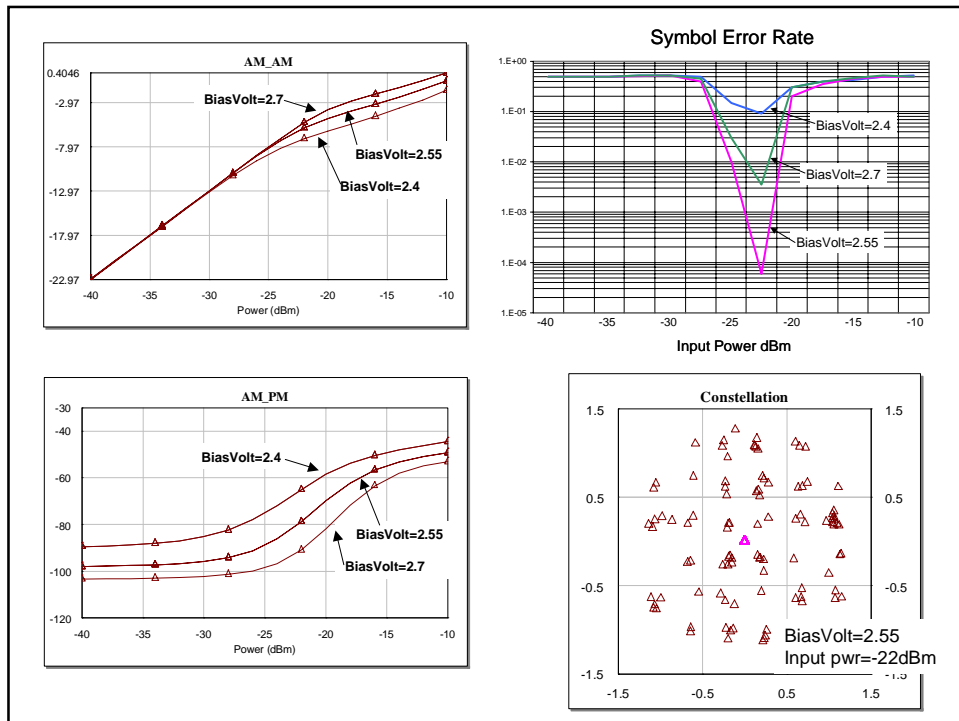 AM_AM
0.4046
-2.97
-7.97
-12.97
-17.97
-22.97
BiasVolt=2.7
BiasVolt=2.55
BiasVolt=2.4
-40
-35
-30
-25
-20
-15
-10
Power (dBm)
Symbol Error Rate
1.E+00
1.E-01
1.E-02
1.E-03
1.E-04
1.E-05
BiasVolt=2.4
BiasVolt=2.7
BiasVolt=2.55
-40
-35
-30
-25
-20
-15
-10
Input Power dBm
AM_PM
-30
-40
-60
-80
-100
-120
BiasVolt=2.4
BiasVolt=2.55
BiasVolt=2.7
-40
-35
-30
-25
-20
-15
-10
Power (dBm)
Constellation
1.5
0.5
-0.5
-1.5
1.5
0.5
-0.5
-1.5
BiasVolt=2.55
Input pwr=-22dBm
-1.5
-0.5
0.5
1.5